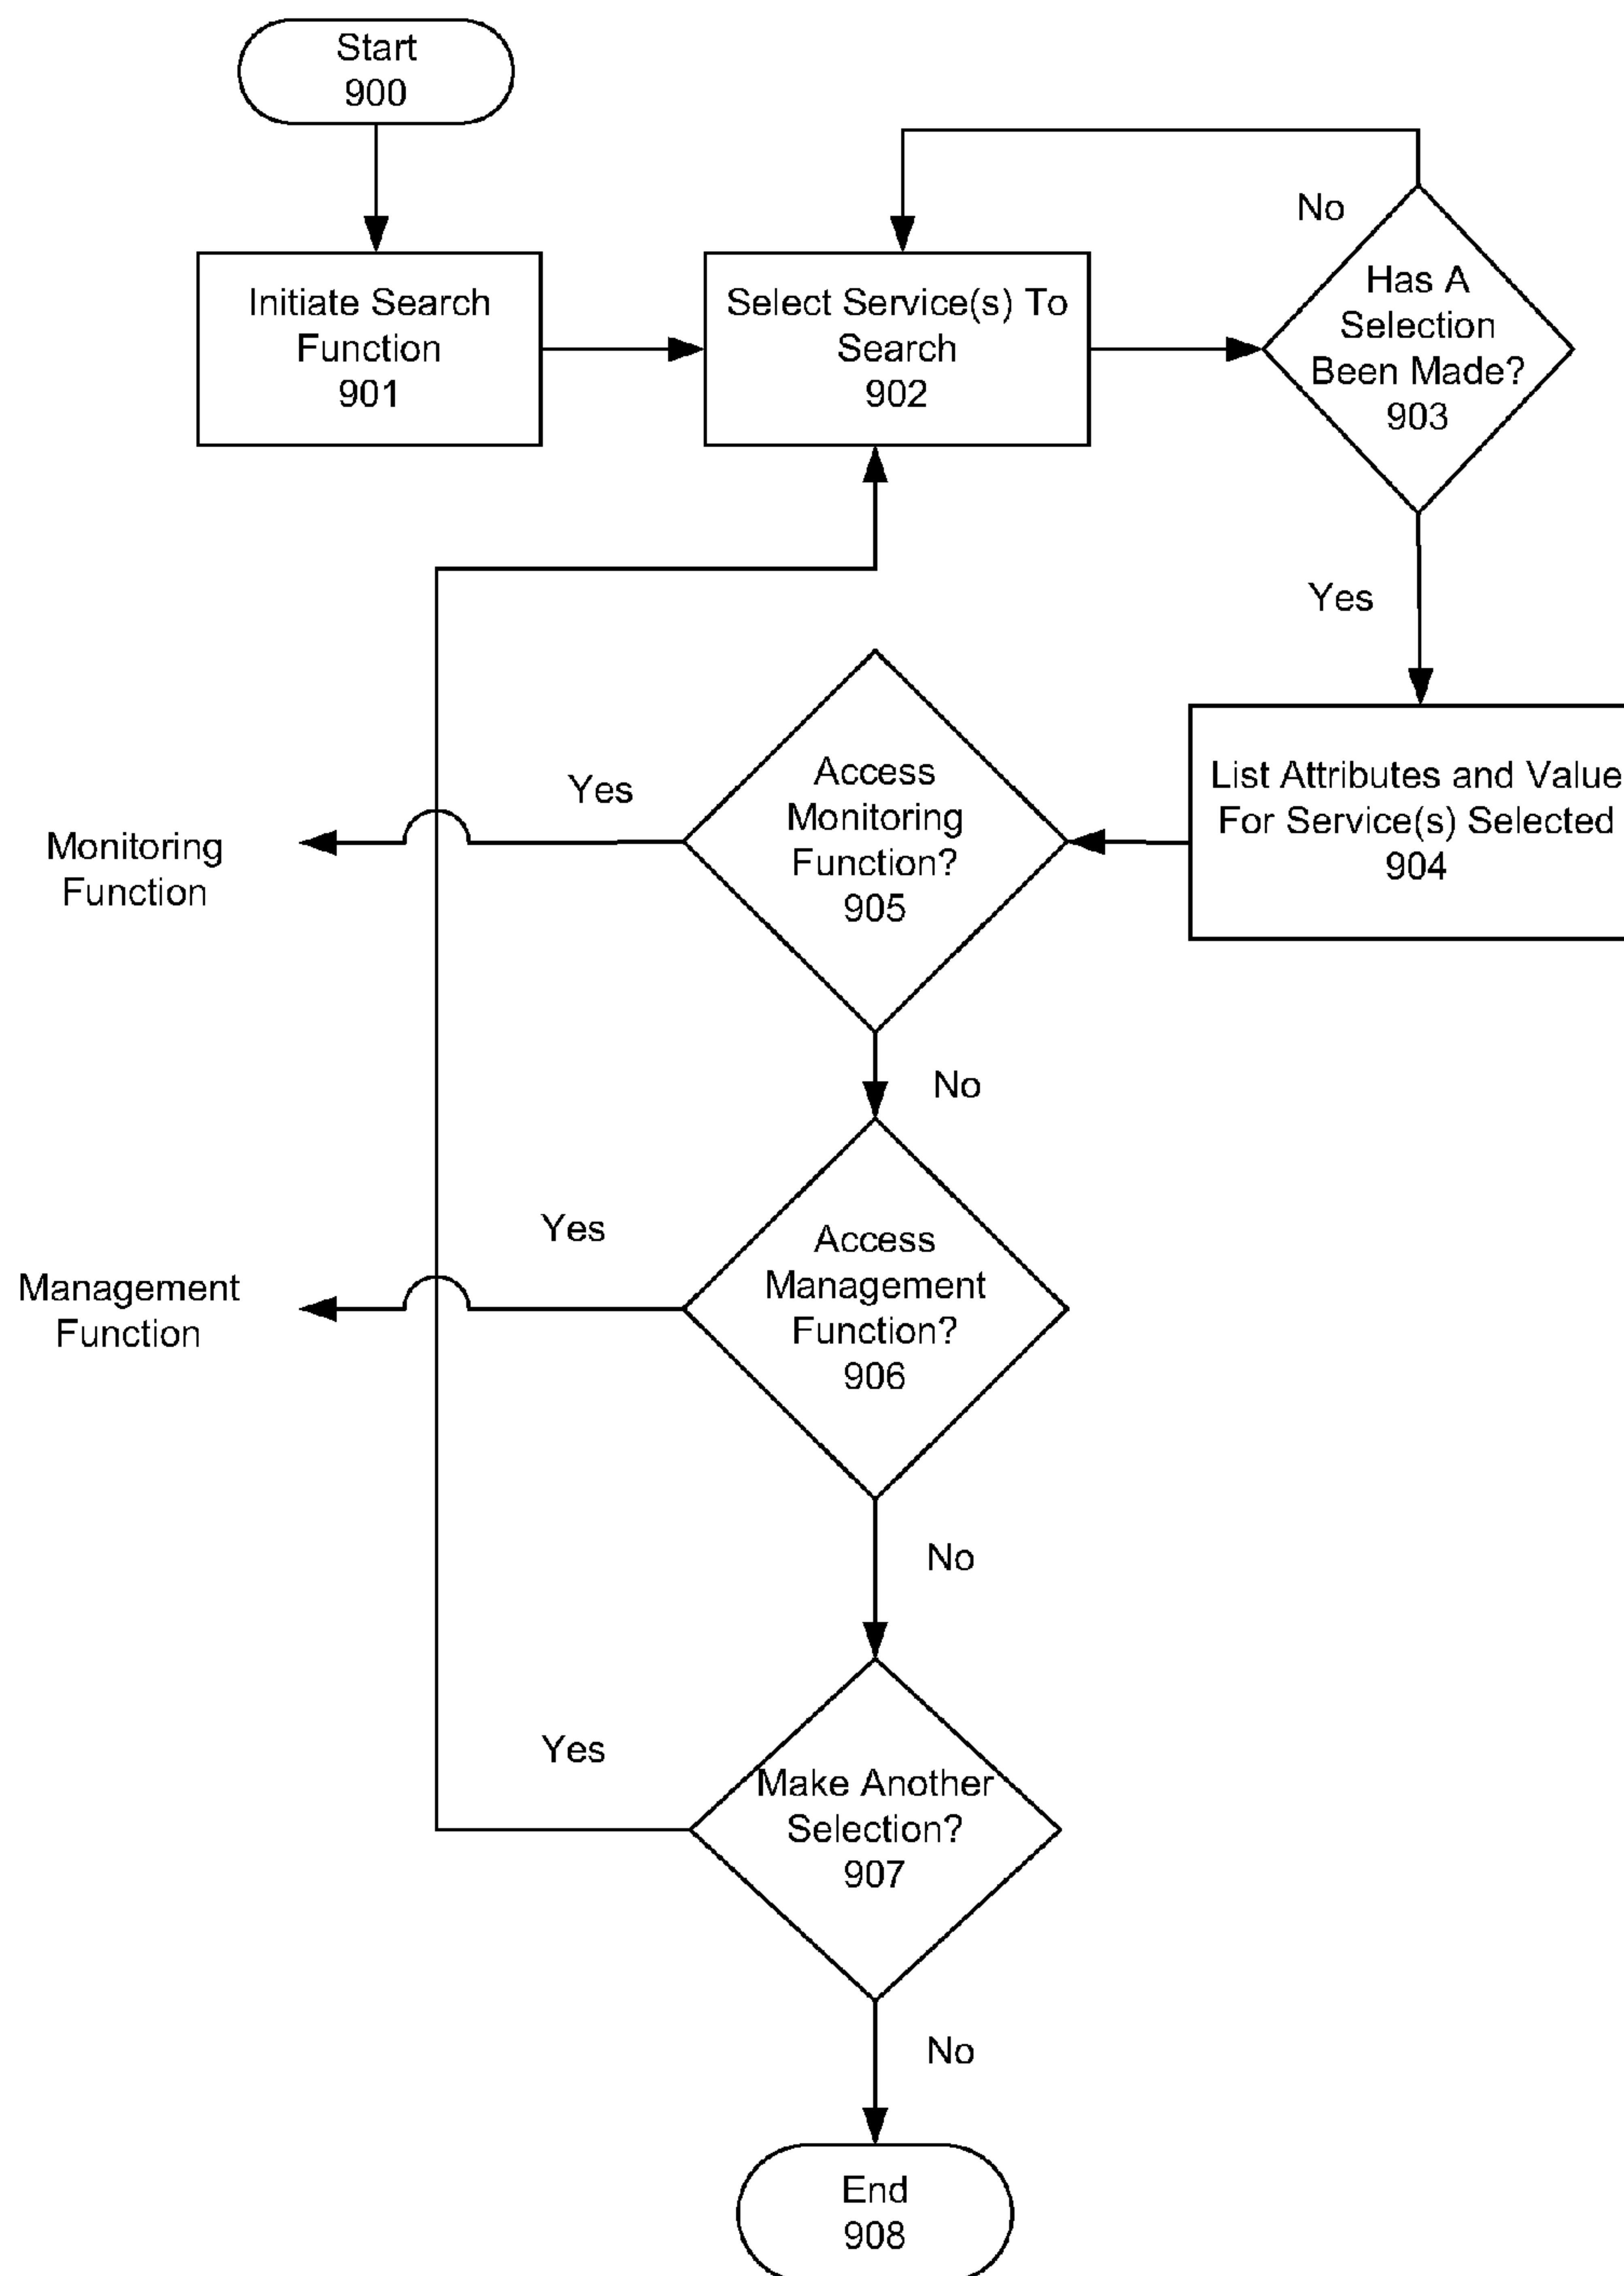 Start
900
Initiate Search
Function
901
Select Service(s) To
Search
902
No
Has A
Selection
Been Made?
903
Yes
List Attributes and Value
For Service(s) Selected
904
Access
Monitoring
Function?
905
Yes
Monitoring
Function
No
Access
Management
Function?
906
Yes
Management
Function
No
Make Another
Selection?
907
Yes
No
End
908